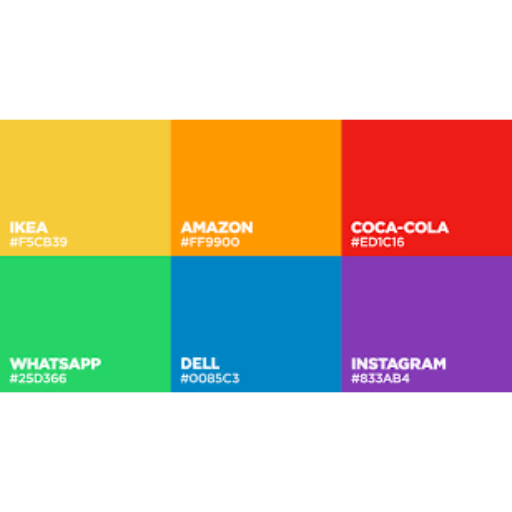 IKEA
#F5CB39
AMAZON
#FF9900
COCA-COLA
#ED1C16
WHATSAPP
#25D366
DELL
#0085C3
INSTAGRAM
#833AB4